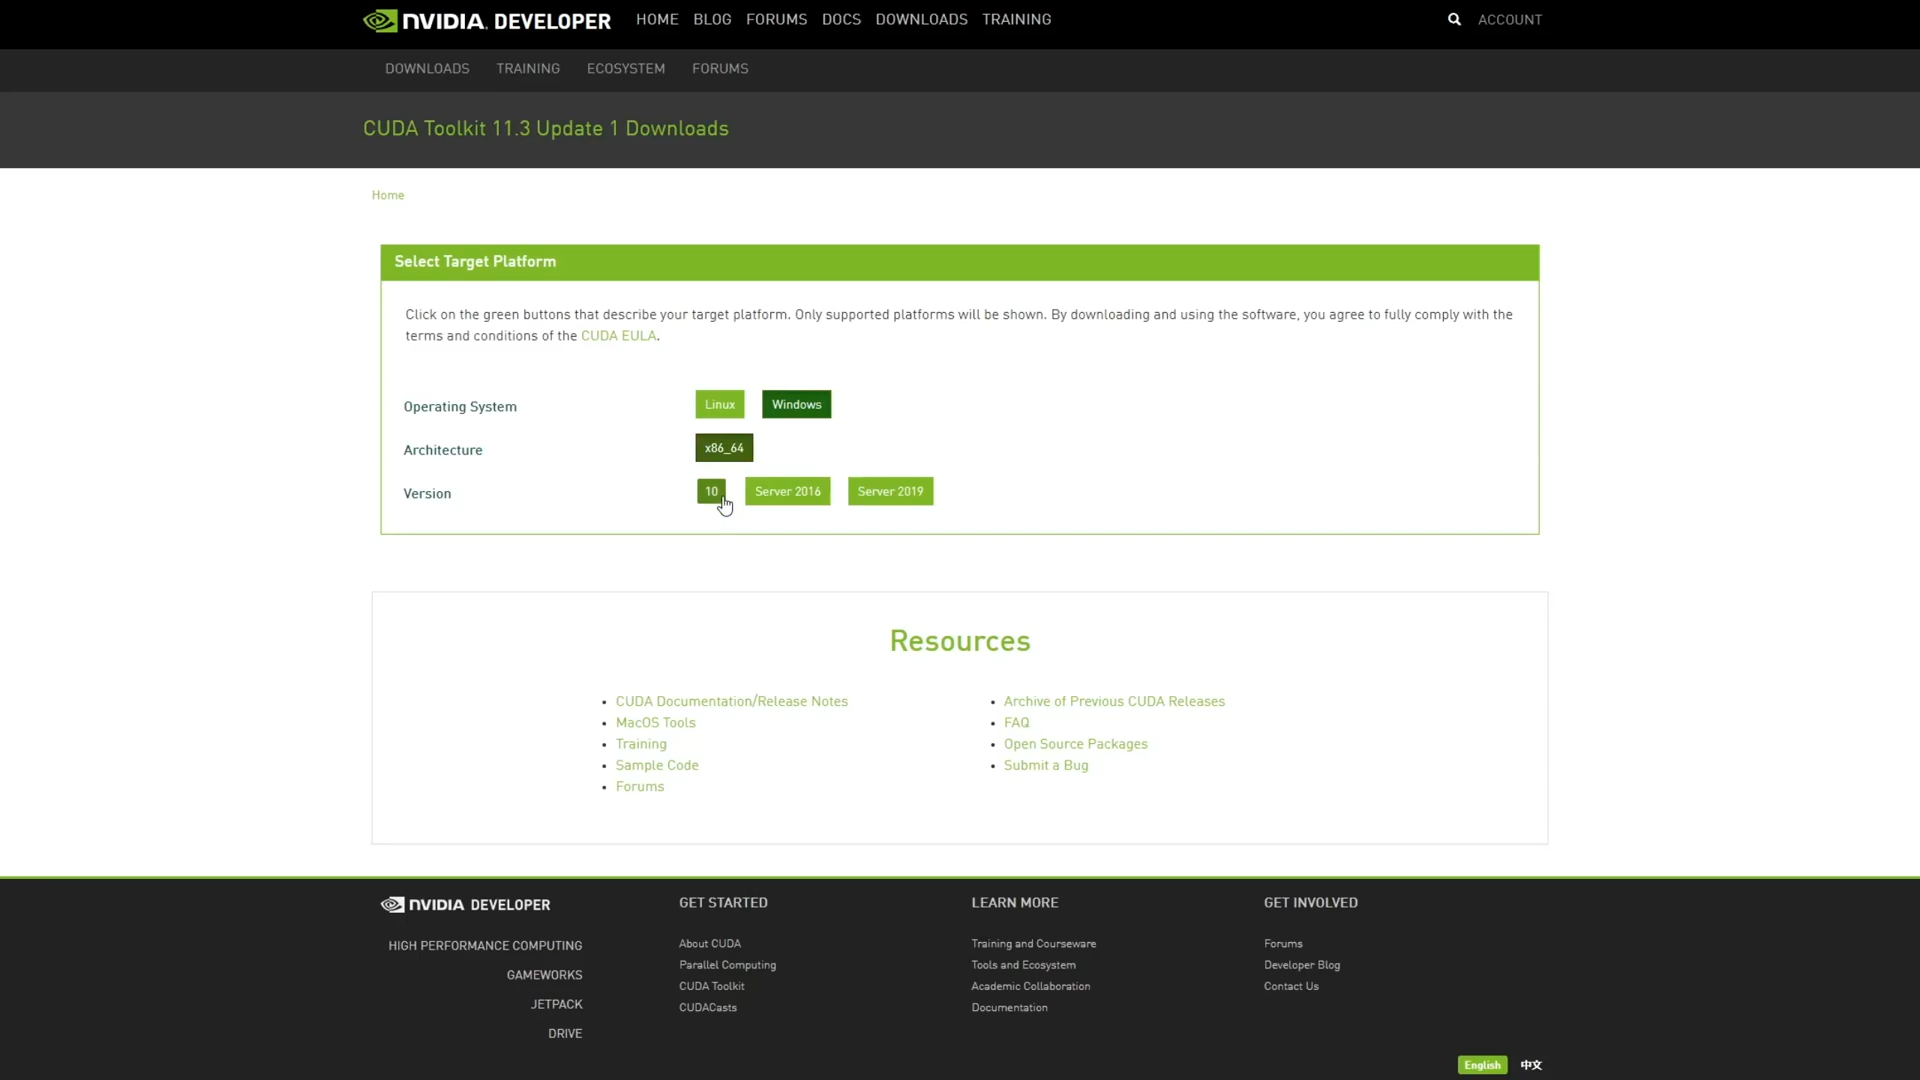 NVIDIA. DEVELOPER HOME BLOG FORUMS DOCS DOWNLOADS TRAINING ACCOUNT
DOWNLOADS TRAINING ECOSYSTEM FORUMS
CUDA Toolkit 11.3 Update 1 Downloads
Home
Select Target Platform
Click on the green buttons that describe your target platform. Only supported platforms will be shown. By downloading and using the software, you agree to fully comply with the
terms and conditions of the CUDA EULA.
Operating System Linux Windows
Architecture x86_64
Version 10 Server 2016 Server 2019
Resources
• CUDA Documentation/Release Notes
• MacOS Tools
• Training
• Sample Code
• Forums
• Archive of Previous CUDA Releases
• FAQ
• Open Source Packages
• Submit a Bug
NVIDIA DEVELOPER
HIGH PERFORMANCE COMPUTING
GAMEWORKS
JETPACK
DRIVE
GET STARTED
About CUDA
Parallel Computing
CUDA Toolkit
CUDACasts
LEARN MORE
Training and Courseware
Tools and Ecosystem
Academic Collaboration
Documentation
GET INVOLVED
Forums
Developer Blog
Contact Us
English 中文